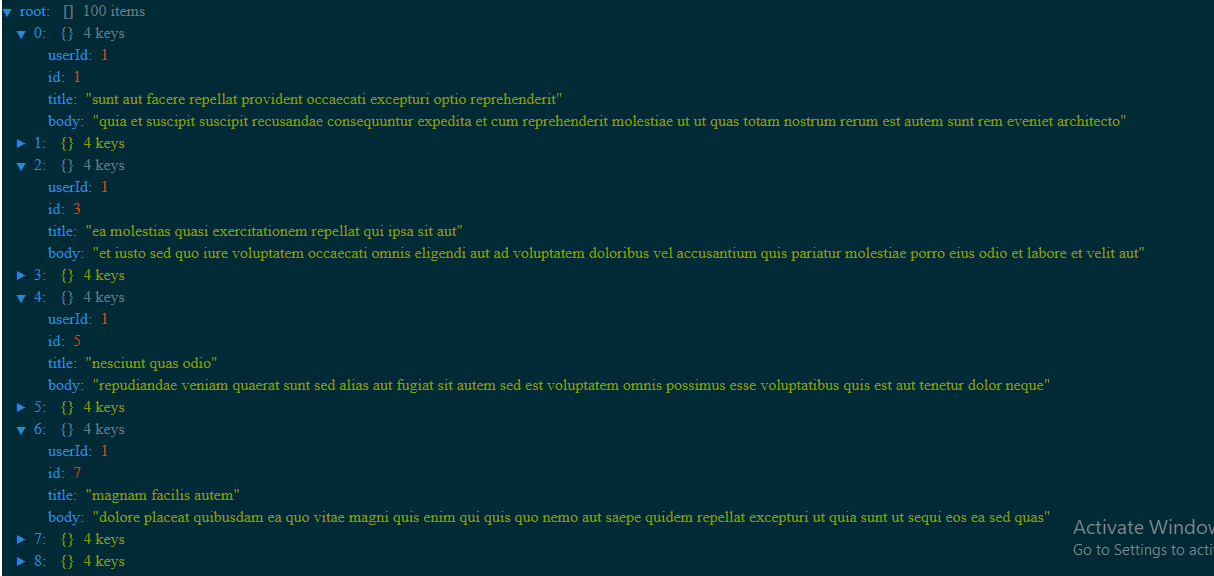 root: [] 100 items
0: {} 4 keys
userId: 1
id: 1
title: "sunt aut facere repellat provident occaecati excepturi optio reprehenderit"
body: "quia et suscipit suscipit recusandae consequuntur expedita et cum reprehenderit molestiae ut ut quas totam nostrum rerum est autem sunt rem eveniet architecto"
1: {} 4 keys
2: {} 4 keys
userId: 1
id: 3
title: "ea molestias quasi exercitationem repellat qui ipsa sit aut"
body: "et iusto sed quo iure voluptatem occaecati omnis eligendi aut ad voluptatem doloribus vel accusantium quis pariatur molestiae porro eius odio et labore et velit aut"
3: {} 4 keys
4: {} 4 keys
userId: 1
id: 5
title: "nesciunt quas odio"
body: "repudiandae veniam quaerat sunt sed alias aut fugiat sit autem sed est voluptatem omnis possimus esse voluptatibus quis est aut tenetur dolor neque"
5: {} 4 keys
6: {} 4 keys
userId: 1
id: 7
title: "magnam facilis autem"
body: "dolore placeat quibusdam ea quo vitae magni quis enim qui quis quo nemo aut saepe quidem repellat excepturi ut quia sunt ut sequi eos ea sed quas"
7: {} 4 keys
8: {} 4 keys
Activate Window
Go to Settings to acti